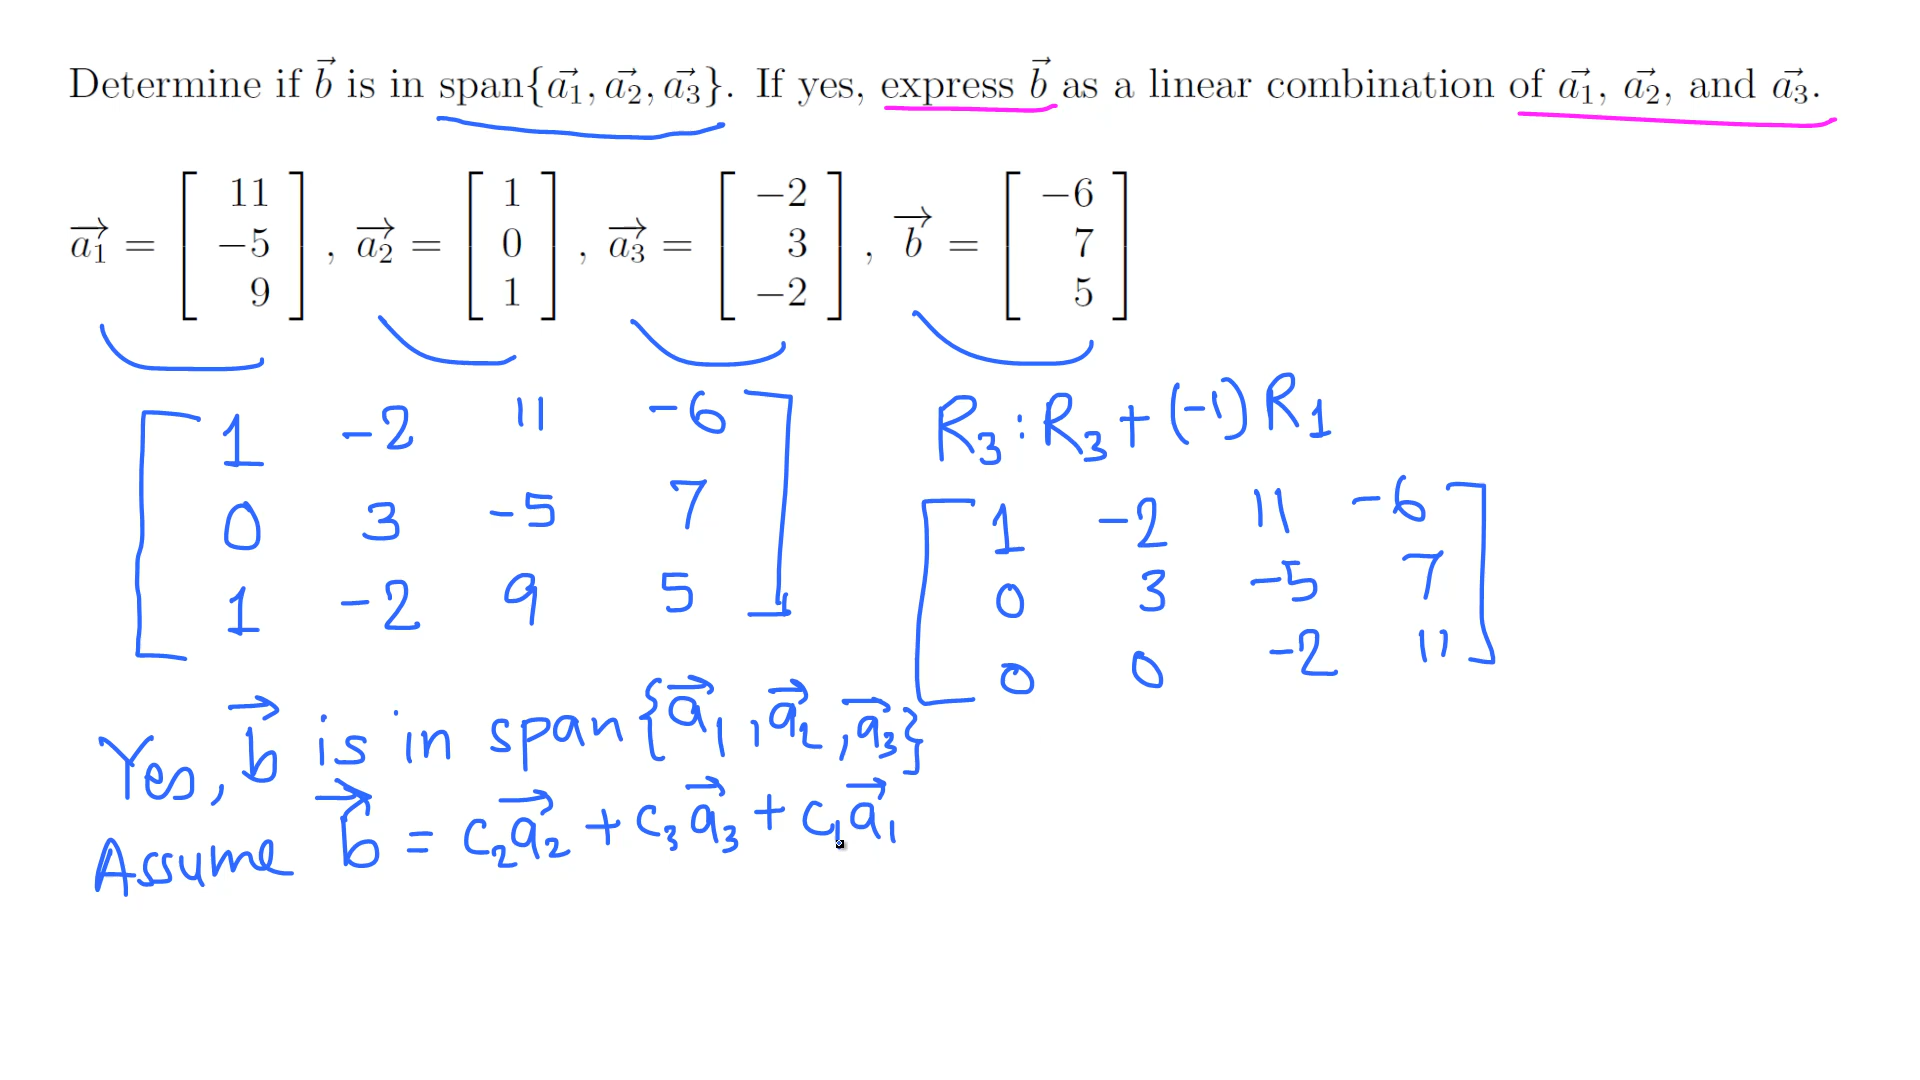 Determine if b⃗ is in span{a⃗₁, a⃗₂, a⃗₃}. If yes, express b⃗ as a linear combination of a⃗₁, a⃗₂, and a⃗₃.
a⃗₁ = [11 −5 9], a⃗₂ = [1 0 1], a⃗₃ = [−2 3 −2], b⃗ = [−6 7 5]
1 -2 11 -6
0 3 -5 7
1 -2 9 5
R₃ : R₃ + (-1) R₁
1 -2 11 -6
0 3 -5 7
0 0 -2 11
Yes, b⃗ is in span{a⃗₁, a⃗₂, a⃗₃}
Assume b⃗ = c₂a⃗₂ + c₃a⃗₃ + c₁a⃗₁